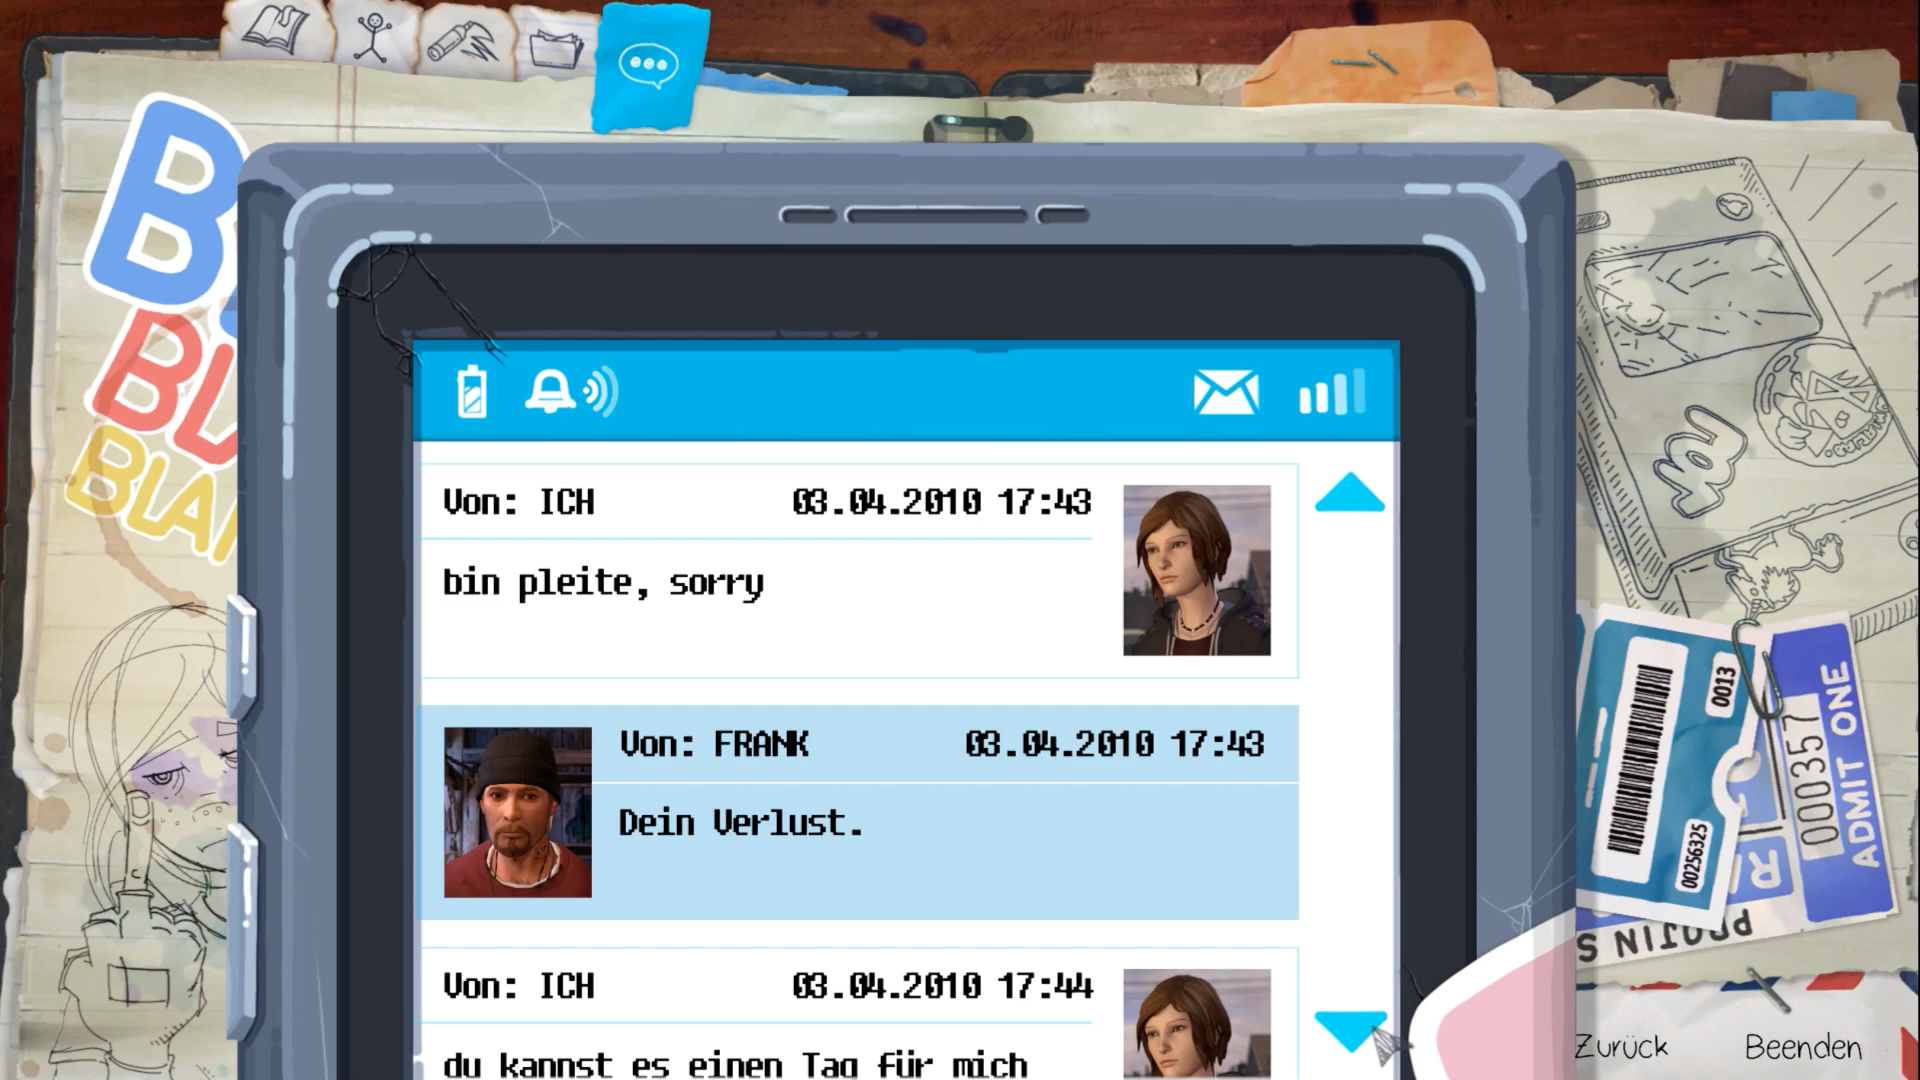 Von: ICH 03.04.2010 17:43
bin pleite, sorry
Von: FRANK 03.04.2010 17:43
Dein Verlust.
Von: ICH 03.04.2010 17:44
du kannst es einen Tag für mich
BL
0013
00256325
000357
ADMIT ONE
Zurück Beenden